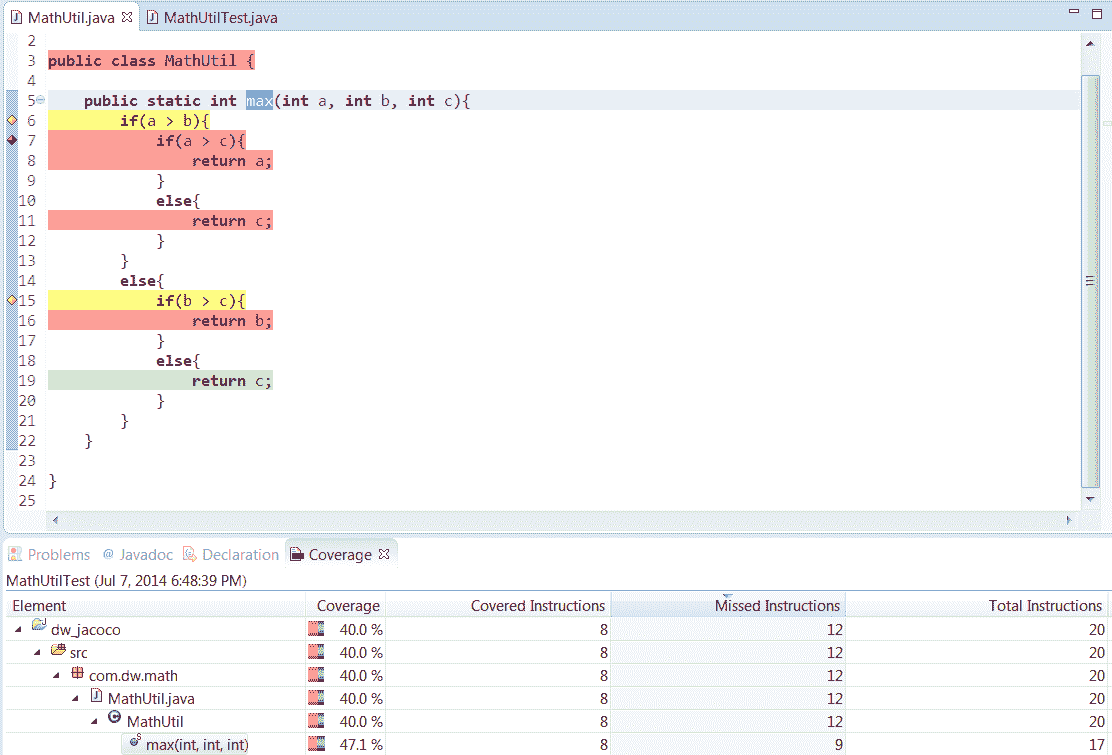 MathUtil.java MathUtilTest.java
2
3 public class MathUtil {
4
5 public static int max(int a, int b, int c){
6 if(a > b){
7 if(a > c){
8 return a;
9 }
10 else{
11 return c;
12 }
13 }
14 else{
15 if(b > c){
16 return b;
17 }
18 else{
19 return c;
20 }
21 }
22 }
23
24 }
25
Problems @ Javadoc Declaration Coverage
MathUtilTest (Jul 7, 2014 6:48:39 PM)
Element Coverage Covered Instructions Missed Instructions Total Instructions
dw_jacoco 40.0 % 8 12 20
src 40.0 % 8 12 20
com.dw.math 40.0 % 8 12 20
MathUtil.java 40.0 % 8 12 20
MathUtil 40.0 % 8 12 20
max(int, int, int) 47.1 % 8 9 17